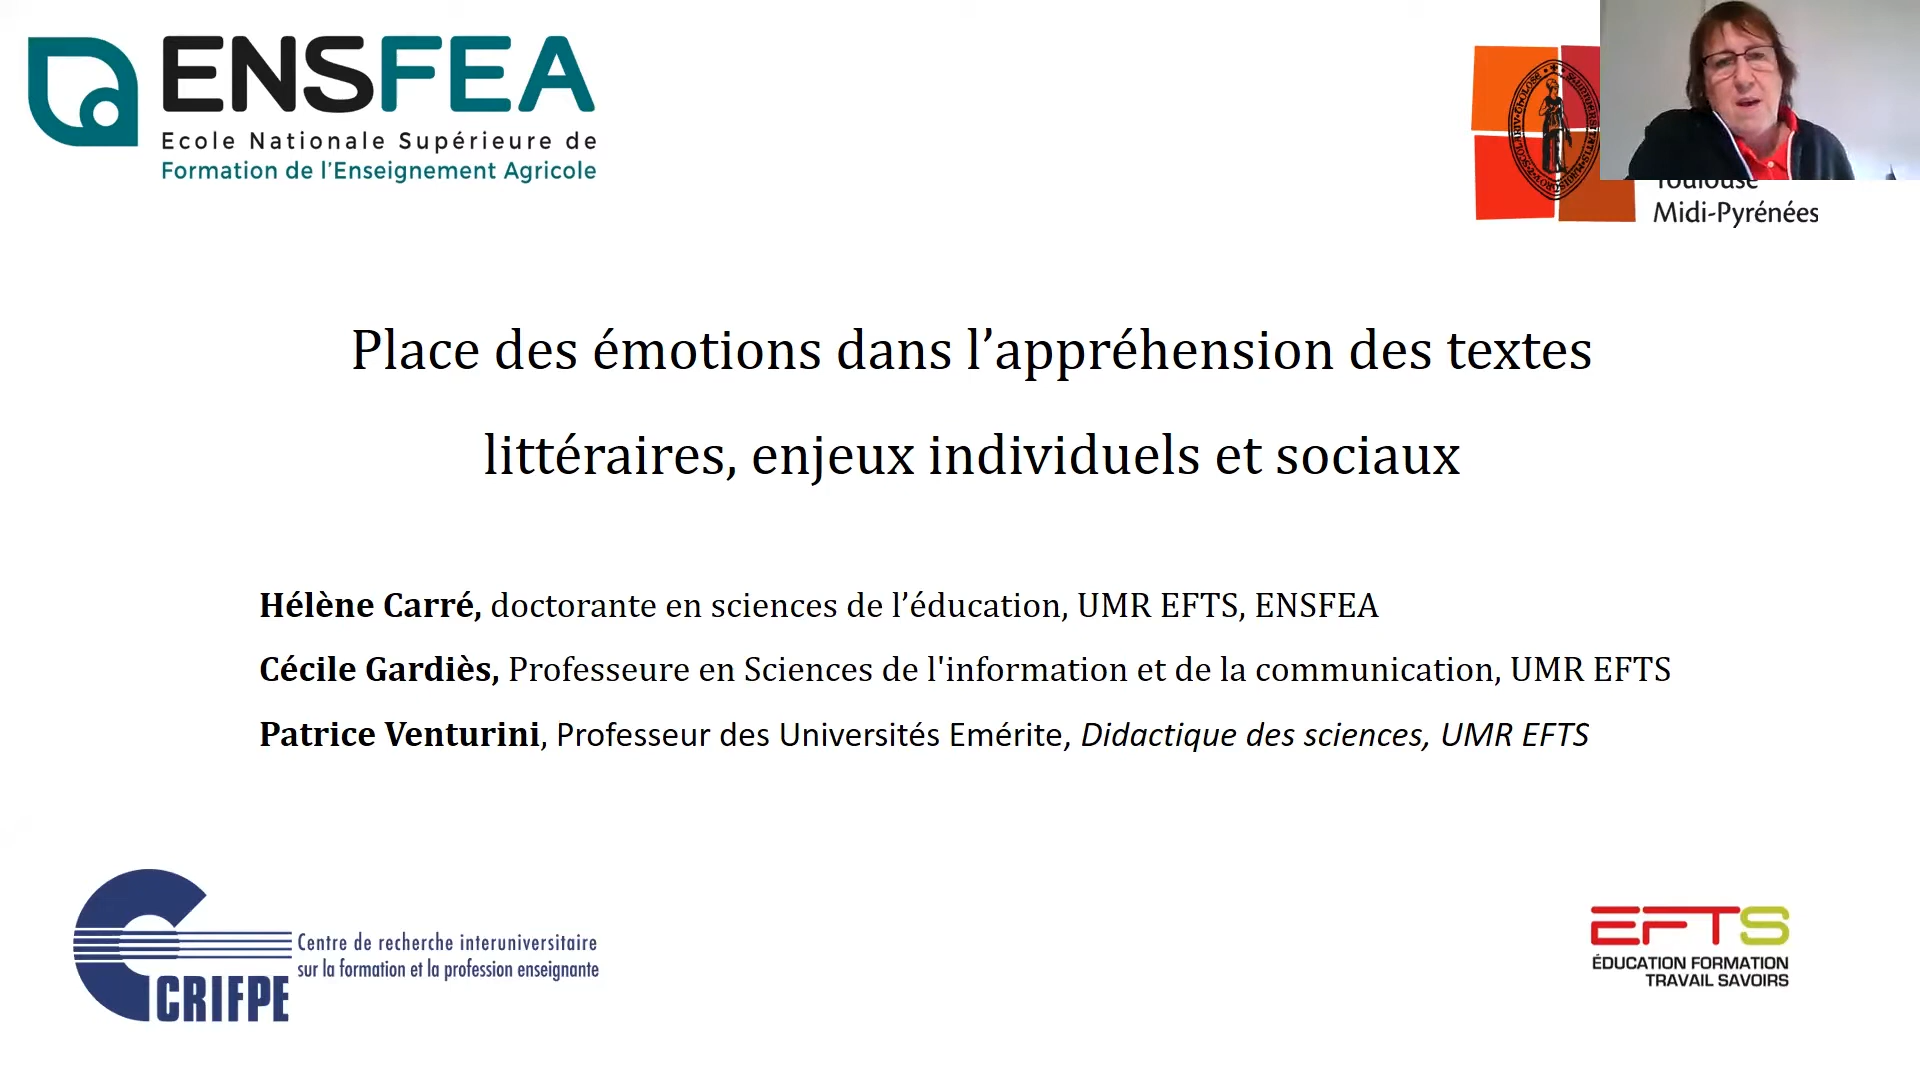 ENSFEA
Ecole Nationale Supérieure de
Formation de l'Enseignement Agricole
Toulouse
Midi-Pyrénées
Place des émotions dans l’appréhension des textes
littéraires, enjeux individuels et sociaux
Hélène Carré, doctorante en sciences de l’éducation, UMR EFTS, ENSFEA
Cécile Gardiès, Professeure en Sciences de l'information et de la communication, UMR EFTS
Patrice Venturini, Professeur des Universités Emérite, Didactique des sciences, UMR EFTS
Centre de recherche interuniversitaire
sur la formation et la profession enseignante
CRIFPE
EFTS
ÉDUCATION FORMATION
TRAVAIL SAVOIRS